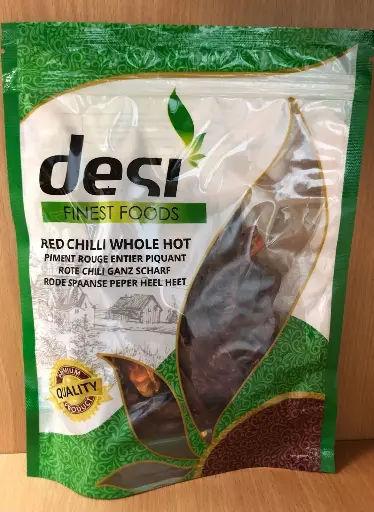 desi
FINEST FOODS
RED CHILLI WHOLE HOT
PIMENT ROUGE ENTIER PIQUANT
ROTE CHILI GANZ SCHARF
RODE SPAANSE PEPER HEEL HEET
QUALITY
PRODUCT